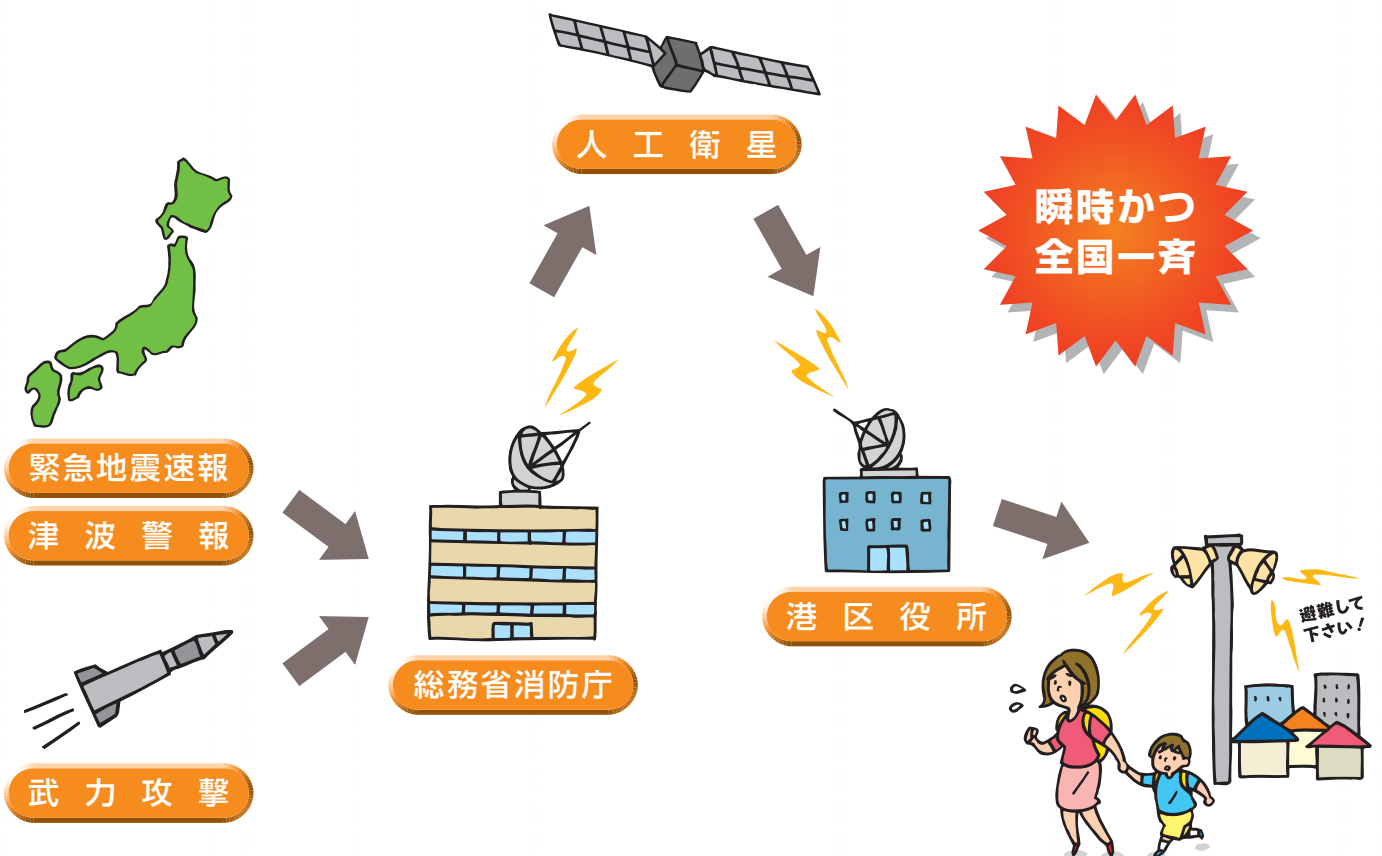 人工衛星
瞬時かつ
全国一斉
緊急地震速報
津波警報
総務省消防庁
港区役所
避難して
下さい！
武力攻撃